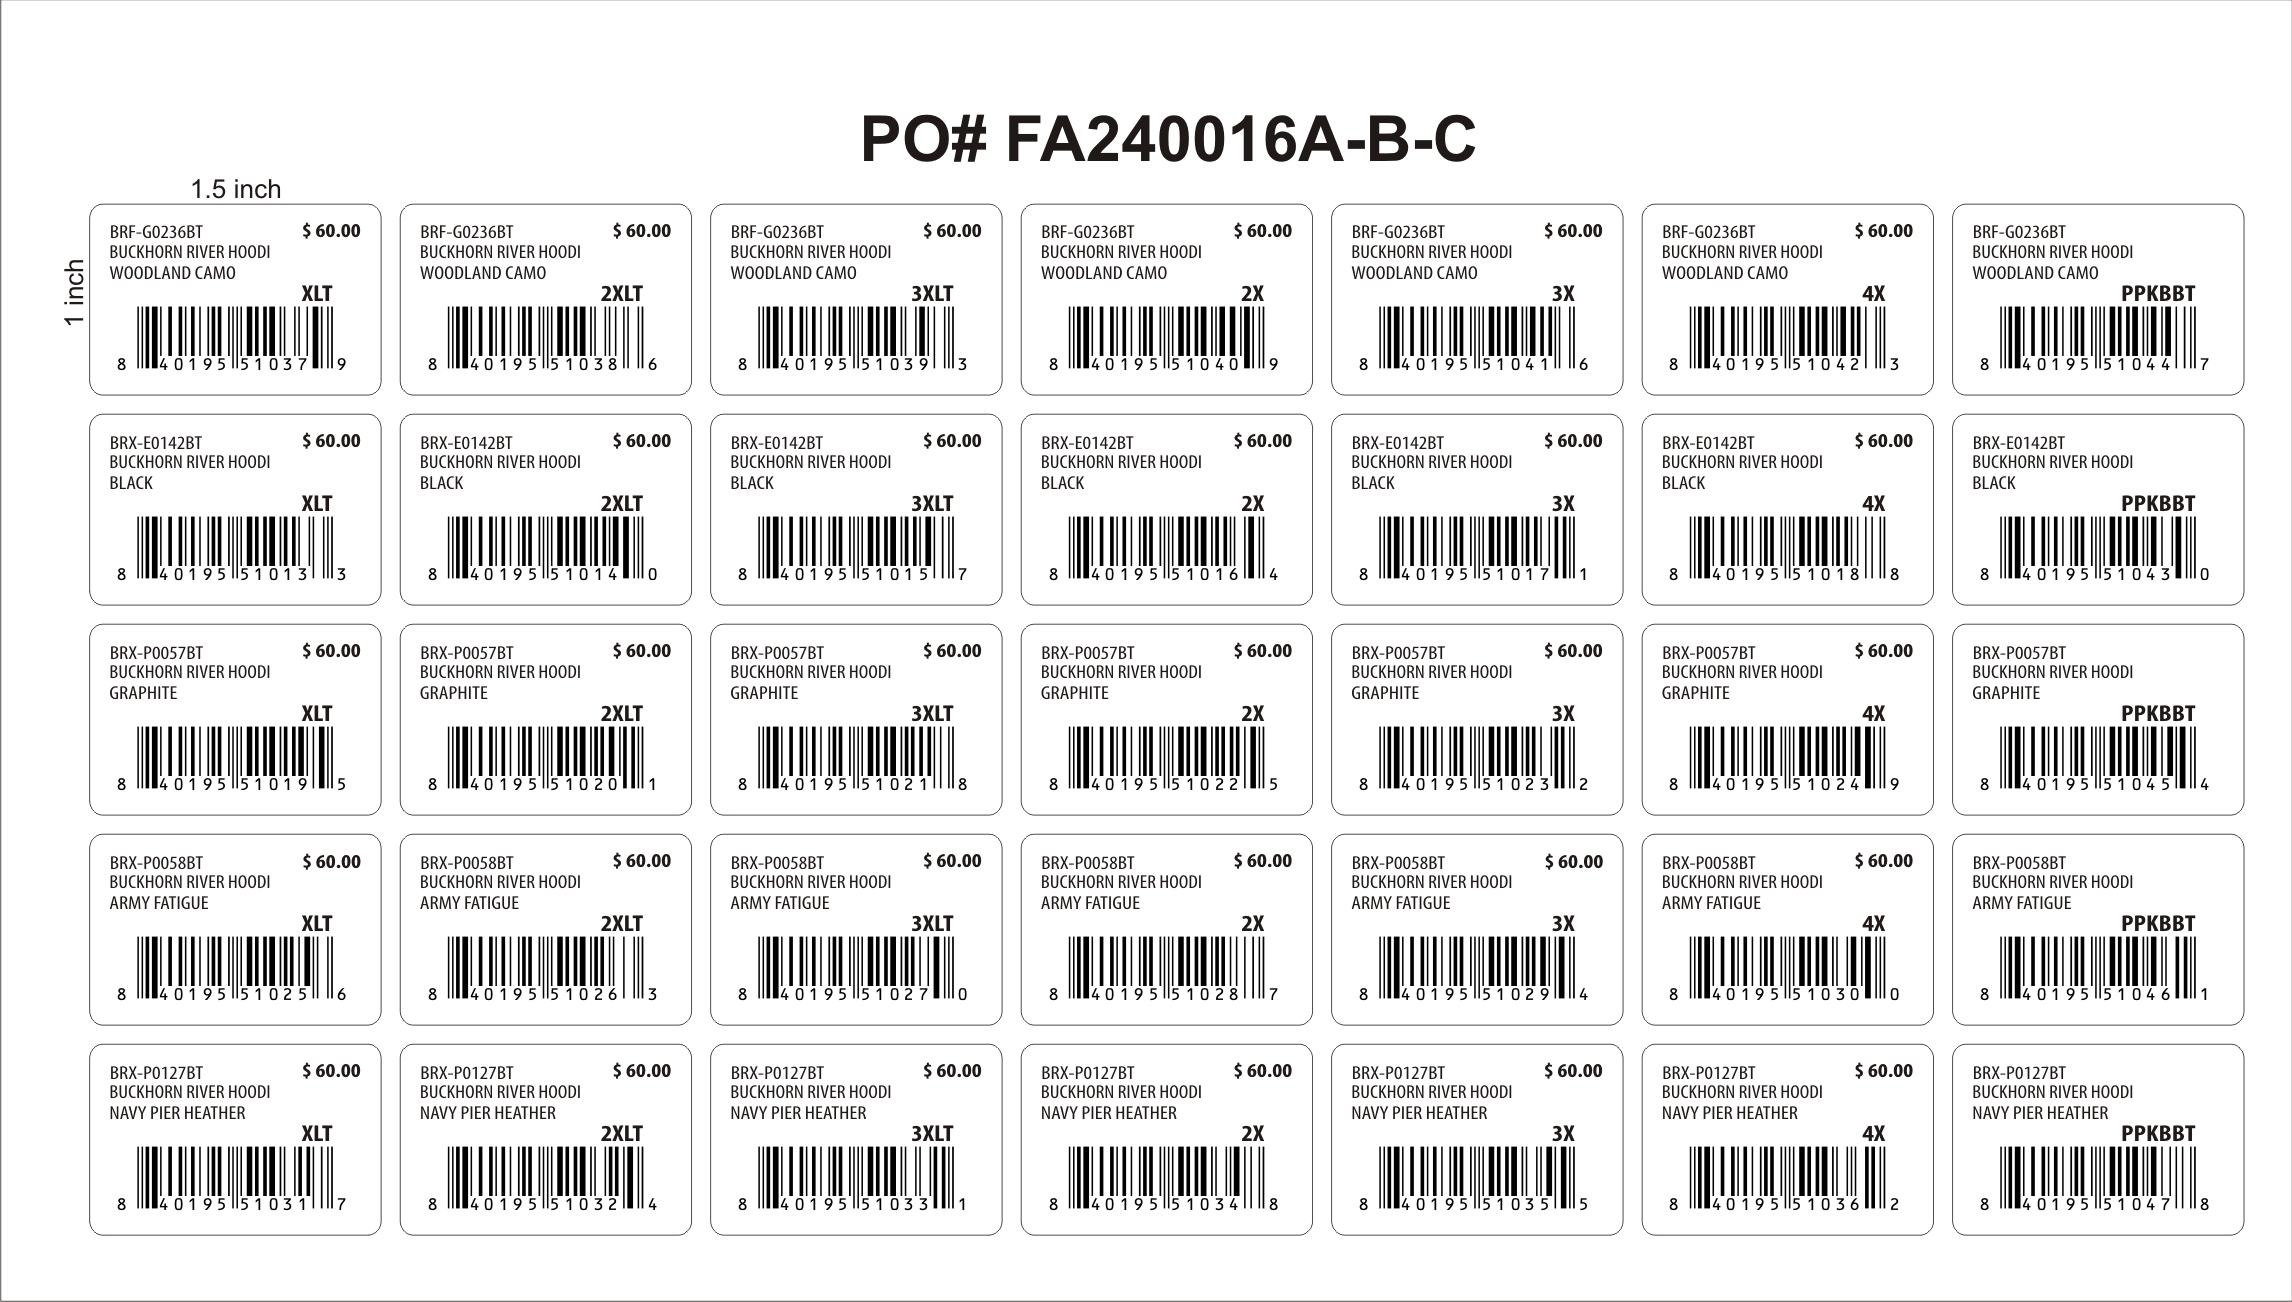 PO# FA240016A-B-C
1.5 inch
1 inch
BRF-G0236BT $ 60.00
BUCKHORN RIVER HOODI
WOODLAND CAMO
XLT
8 40195 51037 9
BRF-G0236BT $ 60.00
BUCKHORN RIVER HOODI
WOODLAND CAMO
2XLT
8 40195 51038 6
BRF-G0236BT $ 60.00
BUCKHORN RIVER HOODI
WOODLAND CAMO
3XLT
8 40195 51039 3
BRF-G0236BT $ 60.00
BUCKHORN RIVER HOODI
WOODLAND CAMO
2X
8 40195 51040 9
BRF-G0236BT $ 60.00
BUCKHORN RIVER HOODI
WOODLAND CAMO
3X
8 40195 51041 6
BRF-G0236BT $ 60.00
BUCKHORN RIVER HOODI
WOODLAND CAMO
4X
8 40195 51042 3
BRF-G0236BT
BUCKHORN RIVER HOODI
WOODLAND CAMO
PPKBBT
8 40195 51044 7
BRX-E0142BT $ 60.00
BUCKHORN RIVER HOODI
BLACK
XLT
8 40195 51013 3
BRX-E0142BT $ 60.00
BUCKHORN RIVER HOODI
BLACK
2XLT
8 40195 51014 0
BRX-E0142BT $ 60.00
BUCKHORN RIVER HOODI
BLACK
3XLT
8 40195 51015 7
BRX-E0142BT $ 60.00
BUCKHORN RIVER HOODI
BLACK
2X
8 40195 51016 4
BRX-E0142BT $ 60.00
BUCKHORN RIVER HOODI
BLACK
3X
8 40195 51017 1
BRX-E0142BT $ 60.00
BUCKHORN RIVER HOODI
BLACK
4X
8 40195 51018 8
BRX-E0142BT
BUCKHORN RIVER HOODI
BLACK
PPKBBT
8 40195 51043 0
BRX-P0057BT $ 60.00
BUCKHORN RIVER HOODI
GRAPHITE
XLT
8 40195 51019 5
BRX-P0057BT $ 60.00
BUCKHORN RIVER HOODI
GRAPHITE
2XLT
8 40195 51020 1
BRX-P0057BT $ 60.00
BUCKHORN RIVER HOODI
GRAPHITE
3XLT
8 40195 51021 8
BRX-P0057BT $ 60.00
BUCKHORN RIVER HOODI
GRAPHITE
2X
8 40195 51022 5
BRX-P0057BT $ 60.00
BUCKHORN RIVER HOODI
GRAPHITE
3X
8 40195 51023 2
BRX-P0057BT $ 60.00
BUCKHORN RIVER HOODI
GRAPHITE
4X
8 40195 51024 9
BRX-P0057BT
BUCKHORN RIVER HOODI
GRAPHITE
PPKBBT
8 40195 51045 4
BRX-P0058BT $ 60.00
BUCKHORN RIVER HOODI
ARMY FATIGUE
XLT
8 40195 51025 6
BRX-P0058BT $ 60.00
BUCKHORN RIVER HOODI
ARMY FATIGUE
2XLT
8 40195 51026 3
BRX-P0058BT $ 60.00
BUCKHORN RIVER HOODI
ARMY FATIGUE
3XLT
8 40195 51027 0
BRX-P0058BT $ 60.00
BUCKHORN RIVER HOODI
ARMY FATIGUE
2X
8 40195 51028 7
BRX-P0058BT $ 60.00
BUCKHORN RIVER HOODI
ARMY FATIGUE
3X
8 40195 51029 4
BRX-P0058BT $ 60.00
BUCKHORN RIVER HOODI
ARMY FATIGUE
4X
8 40195 51030 0
BRX-P0058BT
BUCKHORN RIVER HOODI
ARMY FATIGUE
PPKBBT
8 40195 51046 1
BRX-P0127BT $ 60.00
BUCKHORN RIVER HOODI
NAVY PIER HEATHER
XLT
8 40195 51031 7
BRX-P0127BT $ 60.00
BUCKHORN RIVER HOODI
NAVY PIER HEATHER
2XLT
8 40195 51032 4
BRX-P0127BT $ 60.00
BUCKHORN RIVER HOODI
NAVY PIER HEATHER
3XLT
8 40195 51033 1
BRX-P0127BT $ 60.00
BUCKHORN RIVER HOODI
NAVY PIER HEATHER
2X
8 40195 51034 8
BRX-P0127BT $ 60.00
BUCKHORN RIVER HOODI
NAVY PIER HEATHER
3X
8 40195 51035 5
BRX-P0127BT $ 60.00
BUCKHORN RIVER HOODI
NAVY PIER HEATHER
4X
8 40195 51036 2
BRX-P0127BT
BUCKHORN RIVER HOODI
NAVY PIER HEATHER
PPKBBT
8 40195 51047 8